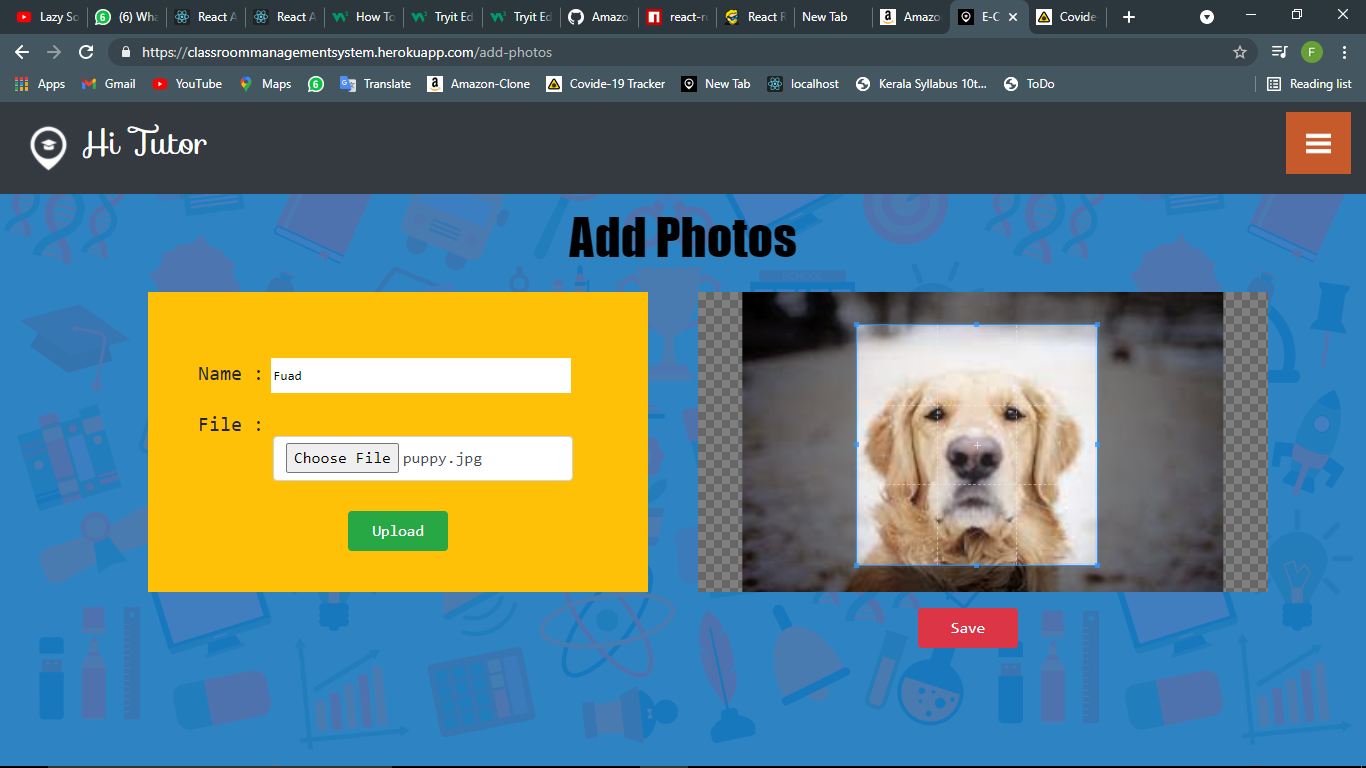 Lazy So (6) Wha React A React A How To Tryit Ed Tryit Ed Amazo react-ro React R New Tab Amazo E-C Covide
https://classroommanagementsystem.herokuapp.com/add-photos F
Apps Gmail YouTube 6 Maps 6 Translate Amazon-Clone Covide-19 Tracker New Tab localhost Kerala Syllabus 10t... ToDo Reading list
Hi Tutor
Add Photos
Name : Fuad
File :
Choose File puppy.jpg
Upload
Save